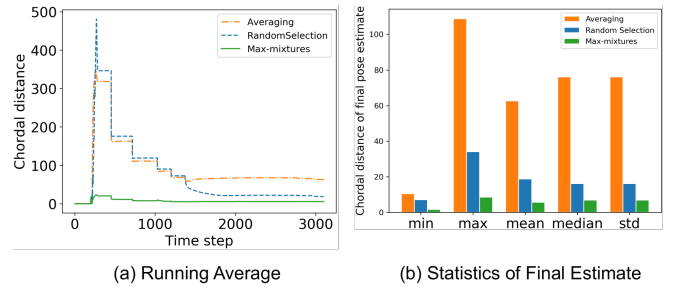 500
400
300
200
100
0
Chordal distance
0
1000
2000
3000
Time step
Averaging
RandomSelection
Max-mixtures
(a) Running Average
100
80
60
40
20
0
Chordal distance of final pose estimate
min
max
mean
median
std
Averaging
Random Selection
Max-mixtures
(b) Statistics of Final Estimate